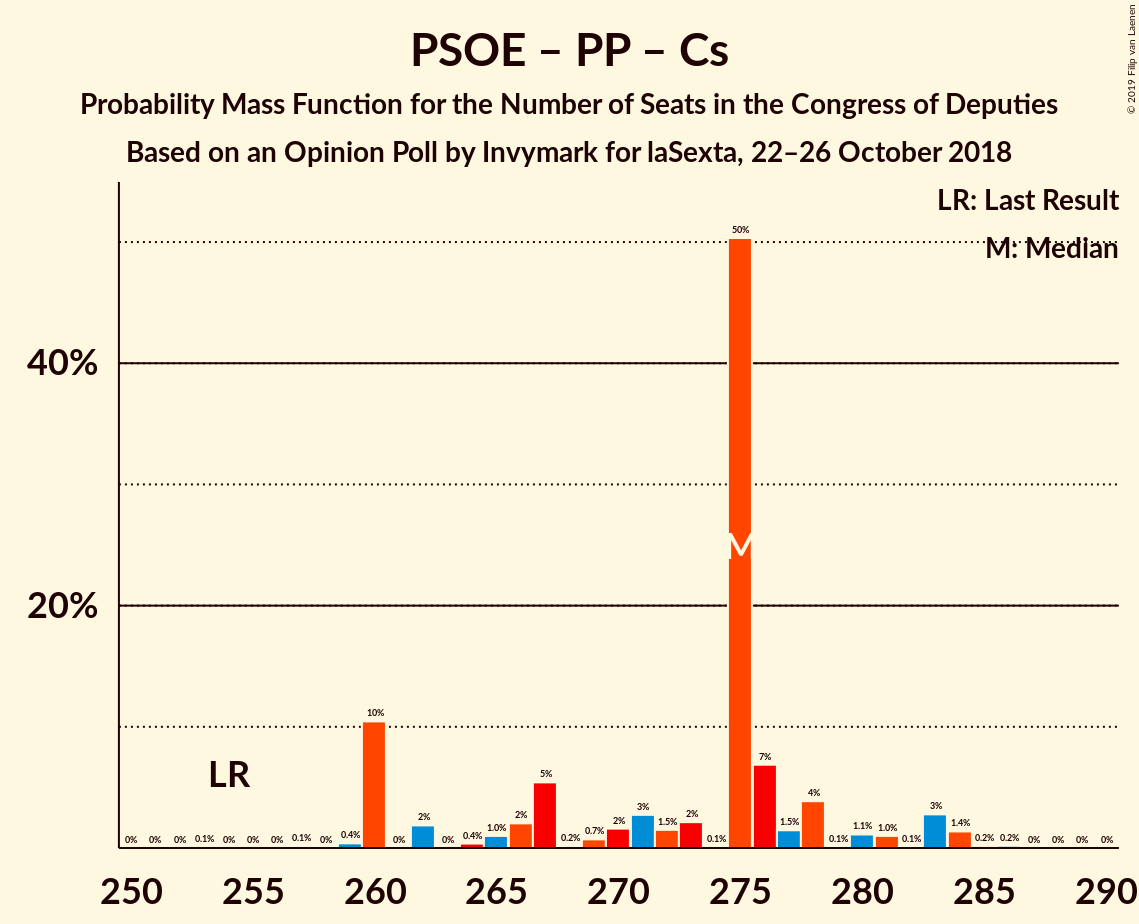 PSOE – PP – Cs
Probability Mass Function for the Number of Seats in the Congress of Deputies
Based on an Opinion Poll by Invymark for laSexta, 22–26 October 2018
© 2019 Filip van Laenen
LR: Last Result
M: Median
40%
20%
LR
M
0% 0% 0% 0.1% 0% 0% 0% 0.1% 0% 0.4% 10% 0% 2% 0% 0.4% 1.0% 2% 5% 0.2% 0.7% 2% 3% 1.5% 2% 0.1% 50% 7% 1.5% 4% 0.1% 1.1% 1.0% 0.1% 3% 1.4% 0.2% 0.2% 0% 0% 0% 0%
250 255 260 265 270 275 280 285 290